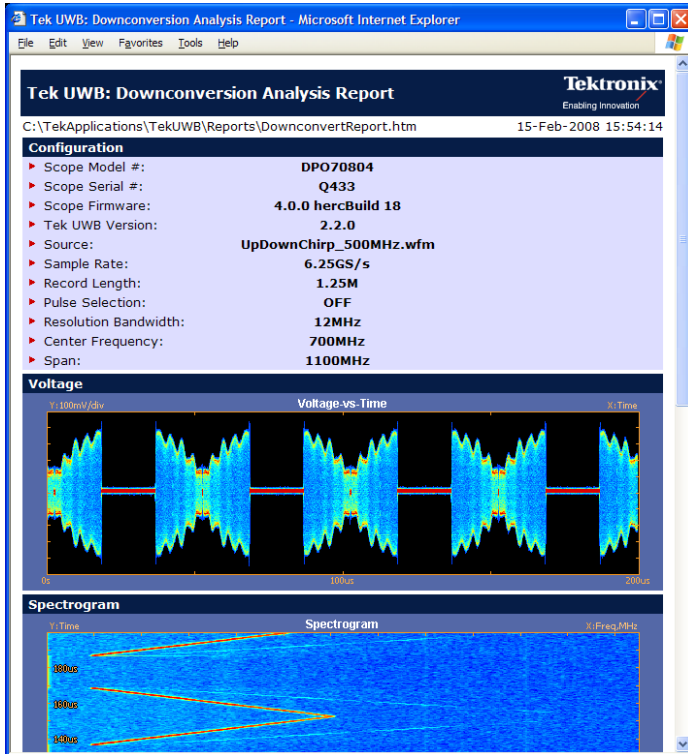 Tek UWB: Downconversion Analysis Report - Microsoft Internet Explorer
File Edit View Favorites Tools Help
Tek UWB: Downconversion Analysis Report
Tektronix
Enabling Innovation
C:\TekApplications\TekUWB\Reports\DownconvertReport.htm 15-Feb-2008 15:54:14
Configuration
Scope Model #: DPO70804
Scope Serial #: Q433
Scope Firmware: 4.0.0 hercBuild 18
Tek UWB Version: 2.2.0
Source: UpDownChirp_500MHz.wfm
Sample Rate: 6.25GS/s
Record Length: 1.25M
Pulse Selection: OFF
Resolution Bandwidth: 12MHz
Center Frequency: 700MHz
Span: 1100MHz
Voltage
Y:100mV/div Voltage-vs-Time X:Time
0s 100us 200us
Spectrogram
Y:Time Spectrogram X:Freq,MHz
180us
160us
140us